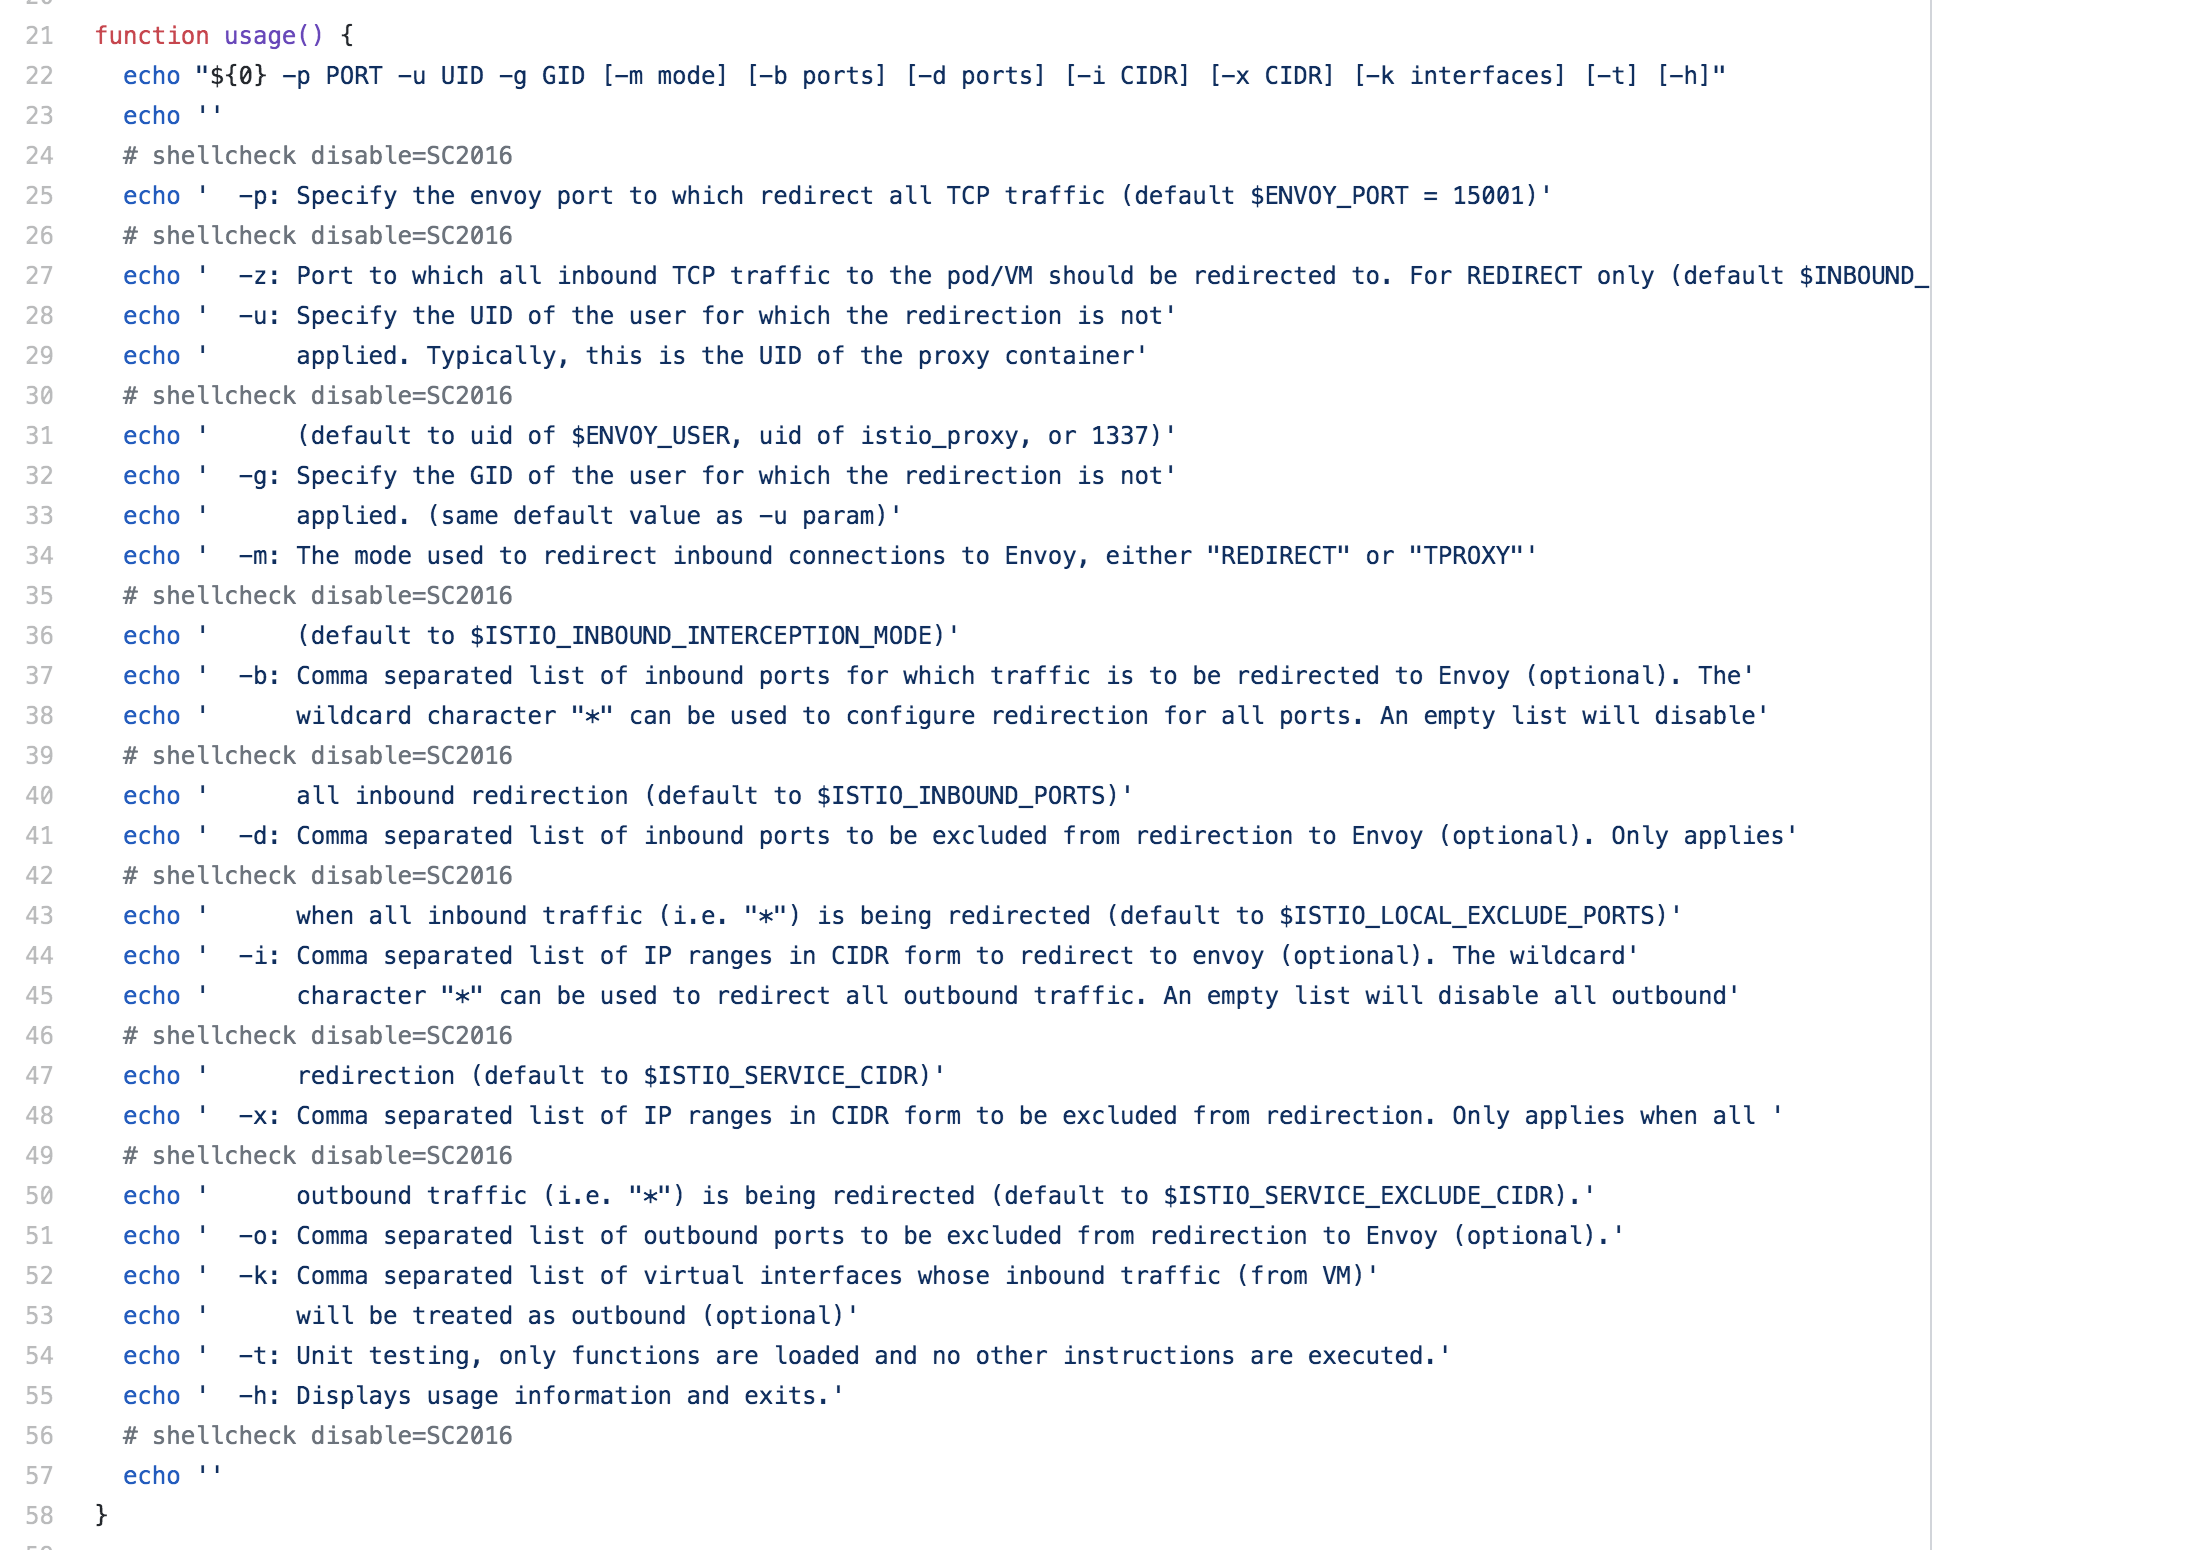 21 function usage() {
22   echo "${0} -p PORT -u UID -g GID [-m mode] [-b ports] [-d ports] [-i CIDR] [-x CIDR] [-k interfaces] [-t] [-h]"
23   echo ''
24   # shellcheck disable=SC2016
25   echo '  -p: Specify the envoy port to which redirect all TCP traffic (default $ENVOY_PORT = 15001)'
26   # shellcheck disable=SC2016
27   echo '  -z: Port to which all inbound TCP traffic to the pod/VM should be redirected to. For REDIRECT only (default $INBOUND_
28   echo '  -u: Specify the UID of the user for which the redirection is not'
29   echo '      applied. Typically, this is the UID of the proxy container'
30   # shellcheck disable=SC2016
31   echo '      (default to uid of $ENVOY_USER, uid of istio_proxy, or 1337)'
32   echo '  -g: Specify the GID of the user for which the redirection is not'
33   echo '      applied. (same default value as -u param)'
34   echo '  -m: The mode used to redirect inbound connections to Envoy, either "REDIRECT" or "TPROXY"'
35   # shellcheck disable=SC2016
36   echo '      (default to $ISTIO_INBOUND_INTERCEPTION_MODE)'
37   echo '  -b: Comma separated list of inbound ports for which traffic is to be redirected to Envoy (optional). The'
38   echo '      wildcard character "*" can be used to configure redirection for all ports. An empty list will disable'
39   # shellcheck disable=SC2016
40   echo '      all inbound redirection (default to $ISTIO_INBOUND_PORTS)'
41   echo '  -d: Comma separated list of inbound ports to be excluded from redirection to Envoy (optional). Only applies'
42   # shellcheck disable=SC2016
43   echo '      when all inbound traffic (i.e. "*") is being redirected (default to $ISTIO_LOCAL_EXCLUDE_PORTS)'
44   echo '  -i: Comma separated list of IP ranges in CIDR form to redirect to envoy (optional). The wildcard'
45   echo '      character "*" can be used to redirect all outbound traffic. An empty list will disable all outbound'
46   # shellcheck disable=SC2016
47   echo '      redirection (default to $ISTIO_SERVICE_CIDR)'
48   echo '  -x: Comma separated list of IP ranges in CIDR form to be excluded from redirection. Only applies when all '
49   # shellcheck disable=SC2016
50   echo '      outbound traffic (i.e. "*") is being redirected (default to $ISTIO_SERVICE_EXCLUDE_CIDR).'
51   echo '  -o: Comma separated list of outbound ports to be excluded from redirection to Envoy (optional).'
52   echo '  -k: Comma separated list of virtual interfaces whose inbound traffic (from VM)'
53   echo '      will be treated as outbound (optional)'
54   echo '  -t: Unit testing, only functions are loaded and no other instructions are executed.'
55   echo '  -h: Displays usage information and exits.'
56   # shellcheck disable=SC2016
57   echo ''
58 }